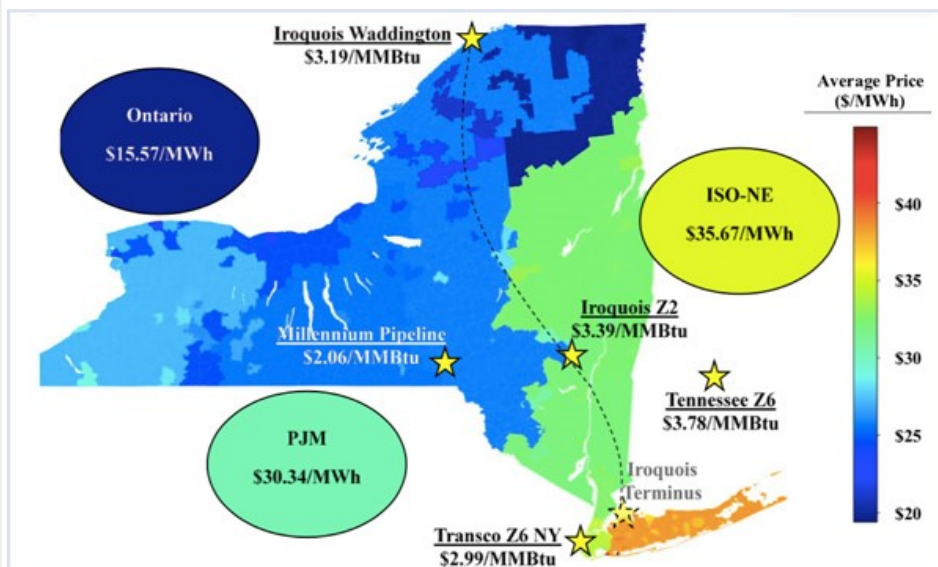 Iroquois Waddington
$3.19/MMBtu
Average Price
($/MWh)
Ontario
$15.57/MWh
$40
ISO-NE
$35.67/MWh
$35
Iroquois Z2
$3.39/MMBtu
Millennium Pipeline
$2.06/MMBtu
$30
Tennessee Z6
$3.78/MMBtu
PJM
$30.34/MWh
$25
Iroquois
Terminus
$20
Transco Z6 NY
$2.99/MMBtu